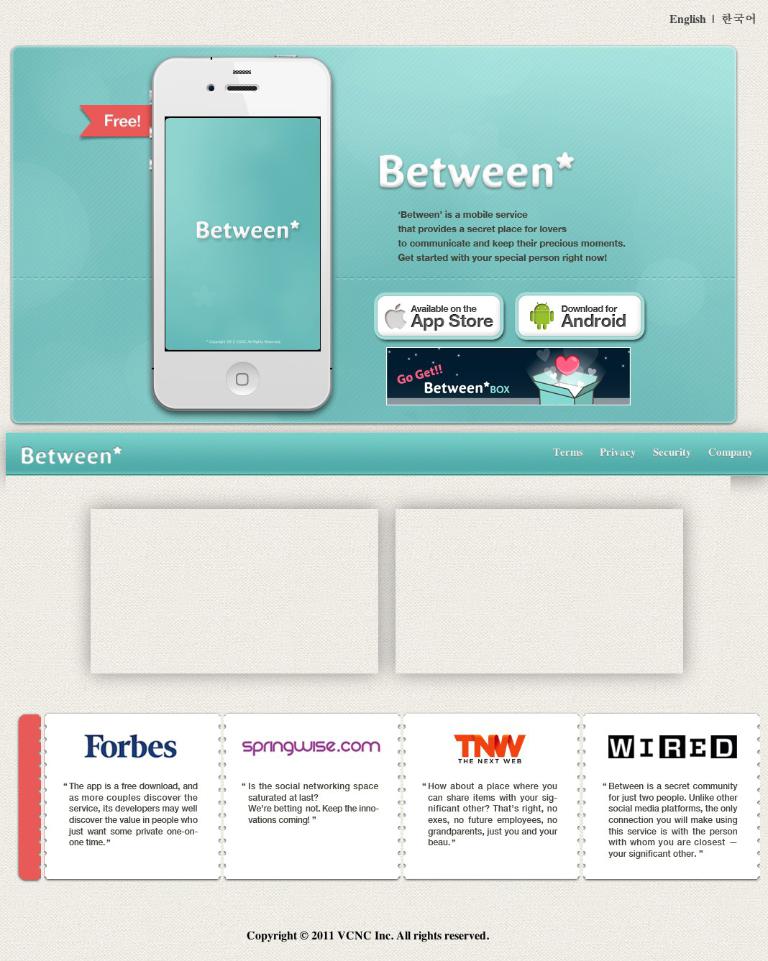 English | 한국어
Free!
Between*
Between*
‘Between’ is a mobile service
that provides a secret place for lovers
to communicate and keep their precious moments.
Get started with your special person right now!
Available on the
App Store
Download for
Android
Go Get!!
Between*BOX
Between*
Terms Privacy Security Company
Forbes
“ The app is a free download, and
as more couples discover the
service, its developers may well
discover the value in people who
just want some private one-on-
one time. ”
springwise.com
“ Is the social networking space
saturated at last?
We're betting not. Keep the inno-
vations coming! ”
TNW
THE NEXT WEB
“ How about a place where you
can share items with your sig-
nificant other? That's right, no
exes, no future employees, no
grandparents, just you and your
beau. ”
WIRED
“ Between is a secret community
for just two people. Unlike other
social media platforms, the only
connection you will make using
this service is with the person
with whom you are closest —
your significant other. ”
Copyright © 2011 VCNC Inc. All rights reserved.